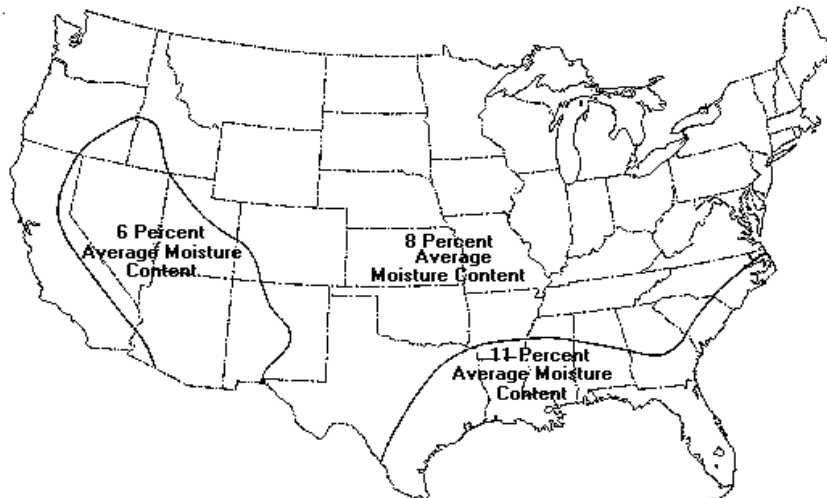 6 Percent
Average Moisture
Content
8 Percent
Average
Moisture Content
11 Percent
Average Moisture
Content